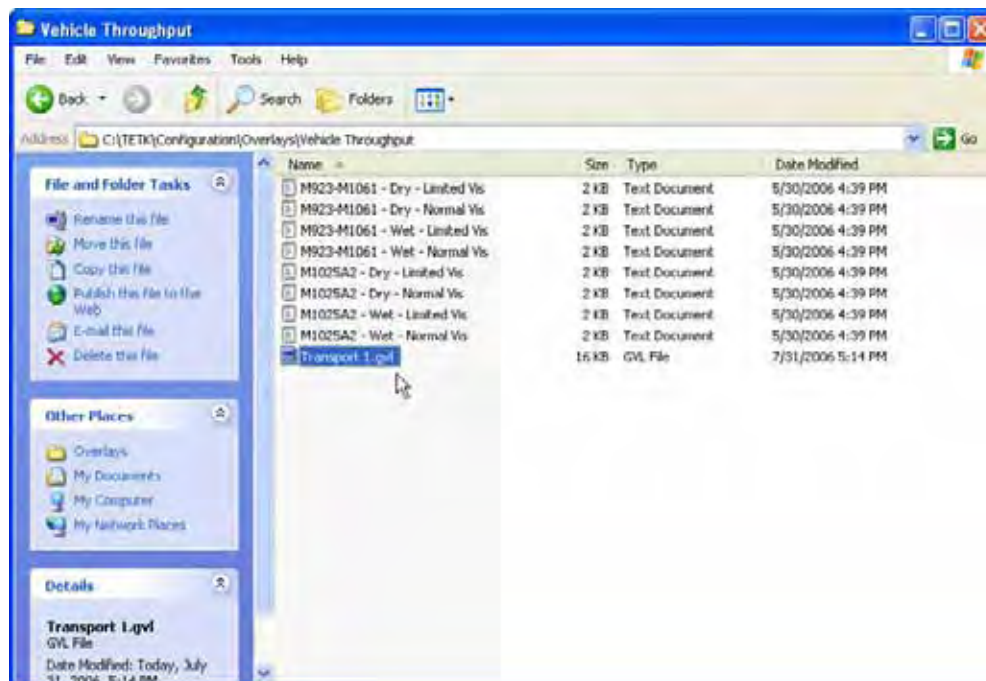 Vehicle Throughput
File Edit View Favorites Tools Help
Back Search Folders
Address C:\TETK\Configuration\Overlays\Vehicle Throughput Go
File and Folder Tasks
Rename this file
Move this file
Copy this file
Publish this file to the
Web
E-mail this file
Delete this file
Other Places
Overlays
My Documents
My Computer
My Network Places
Details
Transport 1.gvl
GVL File
Date Modified: Today, July
31, 2006, 5:14 PM
Name Size Type Date Modified
M923-M1061 - Dry - Limited Vis 2 KB Text Document 5/30/2006 4:39 PM
M923-M1061 - Dry - Normal Vis 2 KB Text Document 5/30/2006 4:39 PM
M923-M1061 - Wet - Limited Vis 2 KB Text Document 5/30/2006 4:39 PM
M923-M1061 - Wet - Normal Vis 2 KB Text Document 5/30/2006 4:39 PM
M1025A2 - Dry - Limited Vis 2 KB Text Document 5/30/2006 4:39 PM
M1025A2 - Dry - Normal Vis 2 KB Text Document 5/30/2006 4:39 PM
M1025A2 - Wet - Limited Vis 2 KB Text Document 5/30/2006 4:39 PM
M1025A2 - Wet - Normal Vis 2 KB Text Document 5/30/2006 4:39 PM
Transport 1.gvl 16 KB GVL File 7/31/2006 5:14 PM